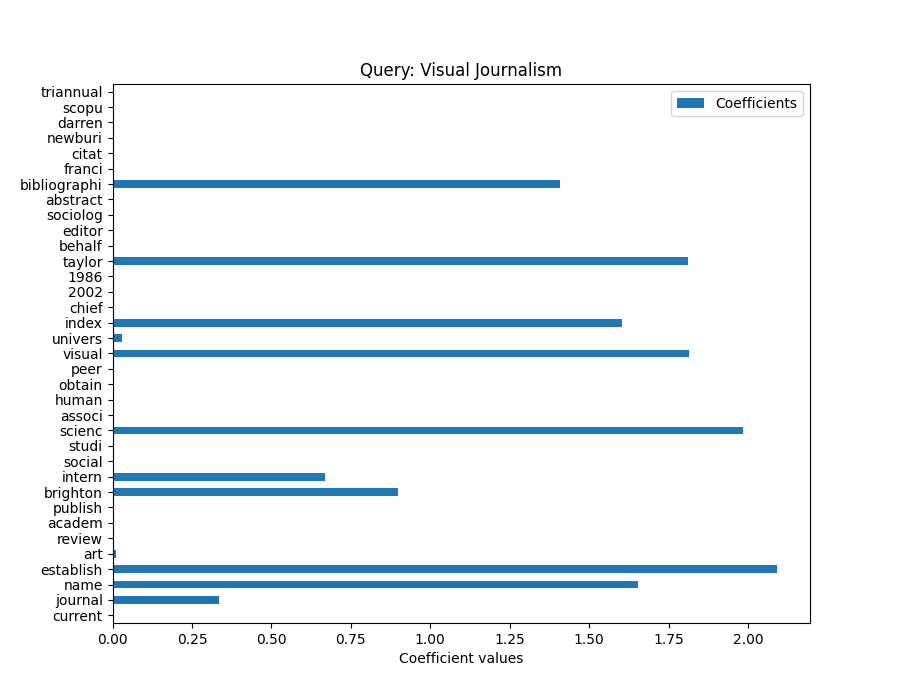 Query: Visual Journalism
Coefficients
triannual
scopu
darren
newburi
citat
franci
bibliographi
abstract
sociolog
editor
behalf
taylor
1986
2002
chief
index
univers
visual
peer
obtain
human
associ
scienc
studi
social
intern
brighton
publish
academ
review
art
establish
name
journal
current
0.00 0.25 0.50 0.75 1.00 1.25 1.50 1.75 2.00
Coefficient values